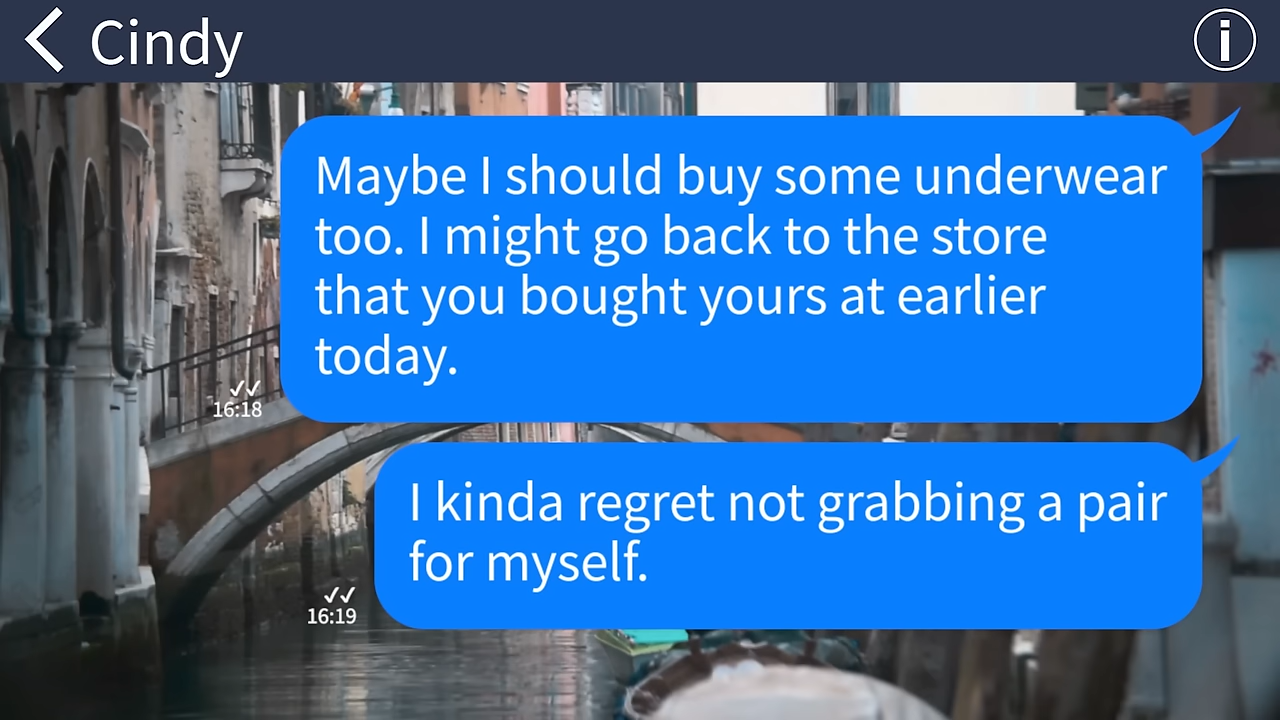 Cindy
Maybe I should buy some underwear
too. I might go back to the store
that you bought yours at earlier
today.
16:18
I kinda regret not grabbing a pair
for myself.
16:19